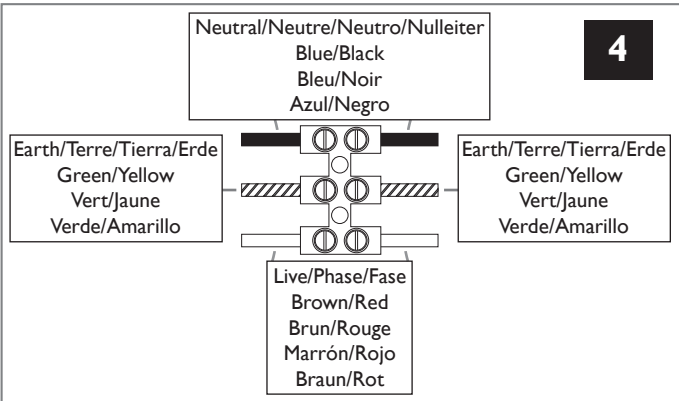 Neutral/Neutre/Neutro/Nulleiter
Blue/Black
Bleu/Noir
Azul/Negro
4
Earth/Terre/Tierra/Erde
Green/Yellow
Vert/Jaune
Verde/Amarillo
Earth/Terre/Tierra/Erde
Green/Yellow
Vert/Jaune
Verde/Amarillo
Live/Phase/Fase
Brown/Red
Brun/Rouge
Marrón/Rojo
Braun/Rot